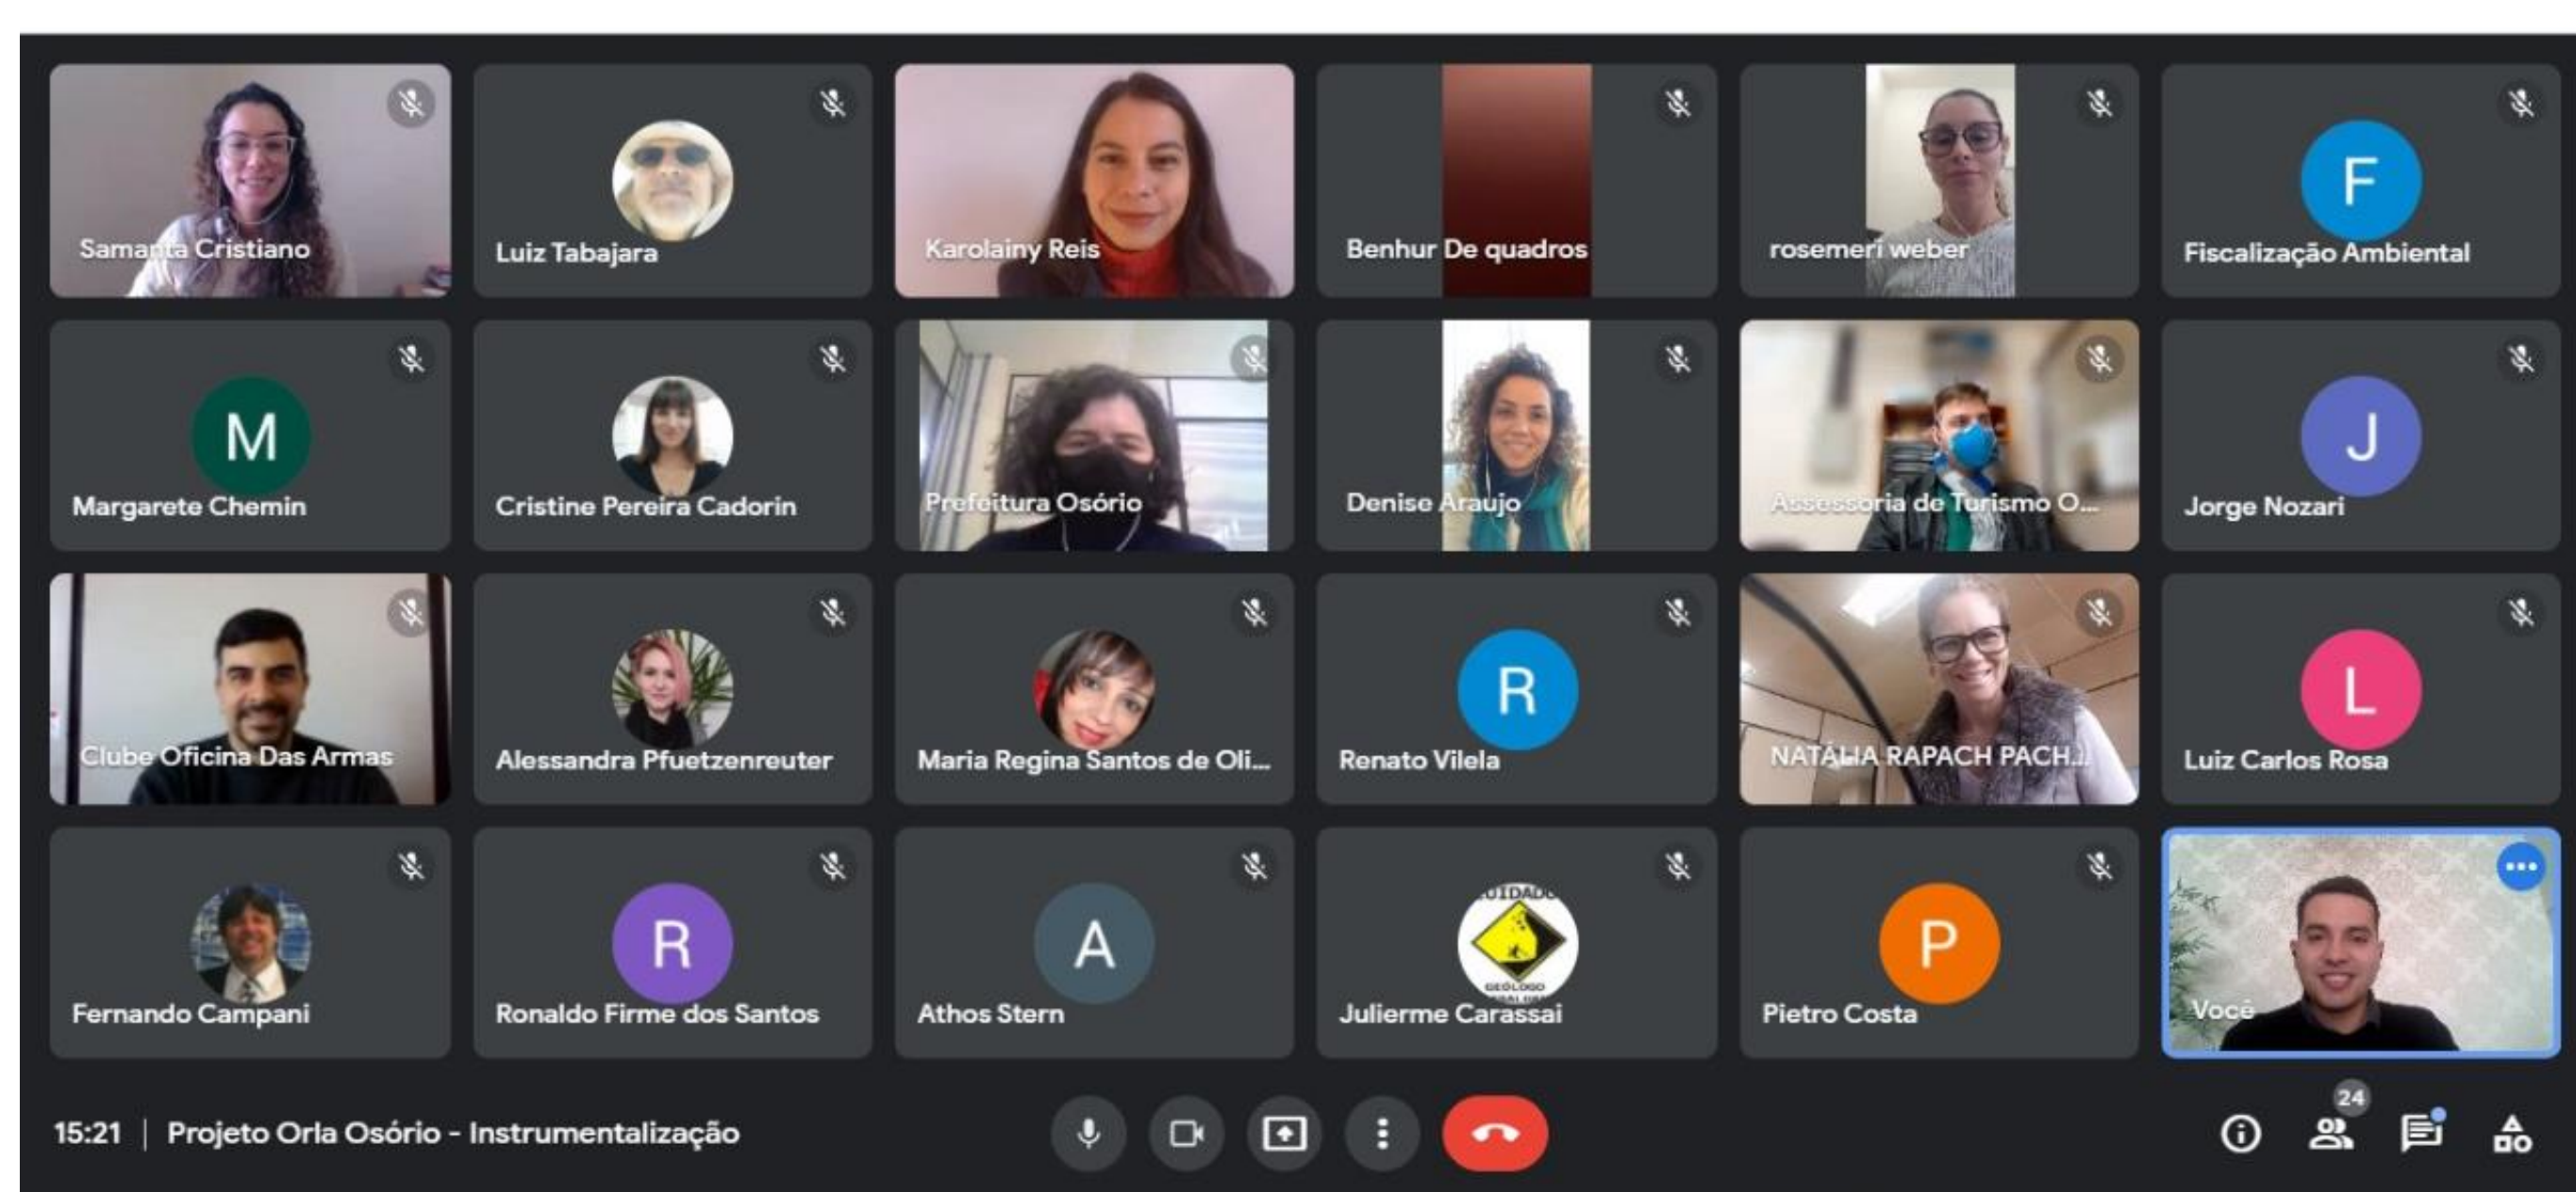 Samanta Cristiano
Luiz Tabajara
Karolainy Reis
Benhur De quadros
rosemeri weber
F
Fiscalização Ambiental
M
Margarete Chemin
Cristine Pereira Cadorin
Prefeitura Osório
Denise Araujo
Assessoria de Turismo O...
J
Jorge Nozari
Clube Oficina Das Armas
Alessandra Pfuetzenreuter
Maria Regina Santos de Oli...
R
Renato Vilela
NATÁLIA RAPACH PACH...
L
Luiz Carlos Rosa
Fernando Campani
R
Ronaldo Firme dos Santos
A
Athos Stern
GEÓLOGO
Julierme Carassai
P
Pietro Costa
Você
15:21 | Projeto Orla Osório - Instrumentalização
24